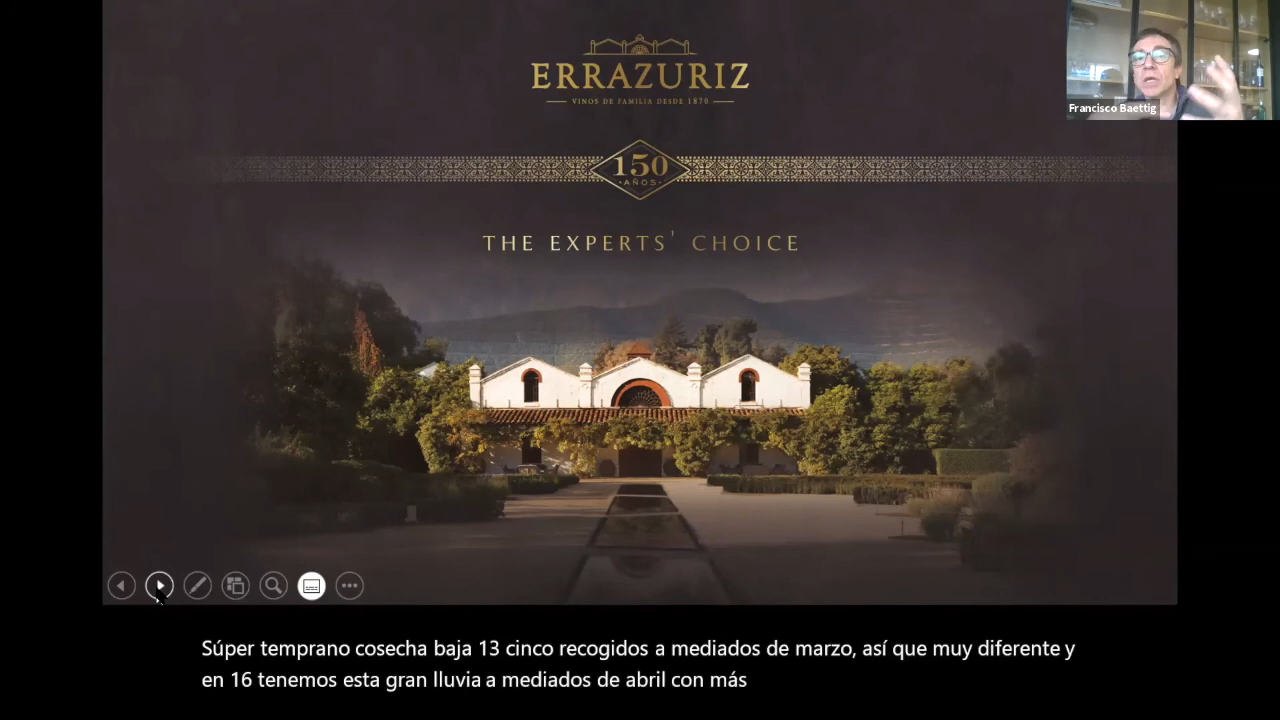 ERRAZURIZ
VINOS DE FAMILIA DESDE 1870
150
AÑOS
THE EXPERTS' CHOICE
Francisco Baettig
Súper temprano cosecha baja 13 cinco recogidos a mediados de marzo, así que muy diferente y
en 16 tenemos esta gran lluvia a mediados de abril con más